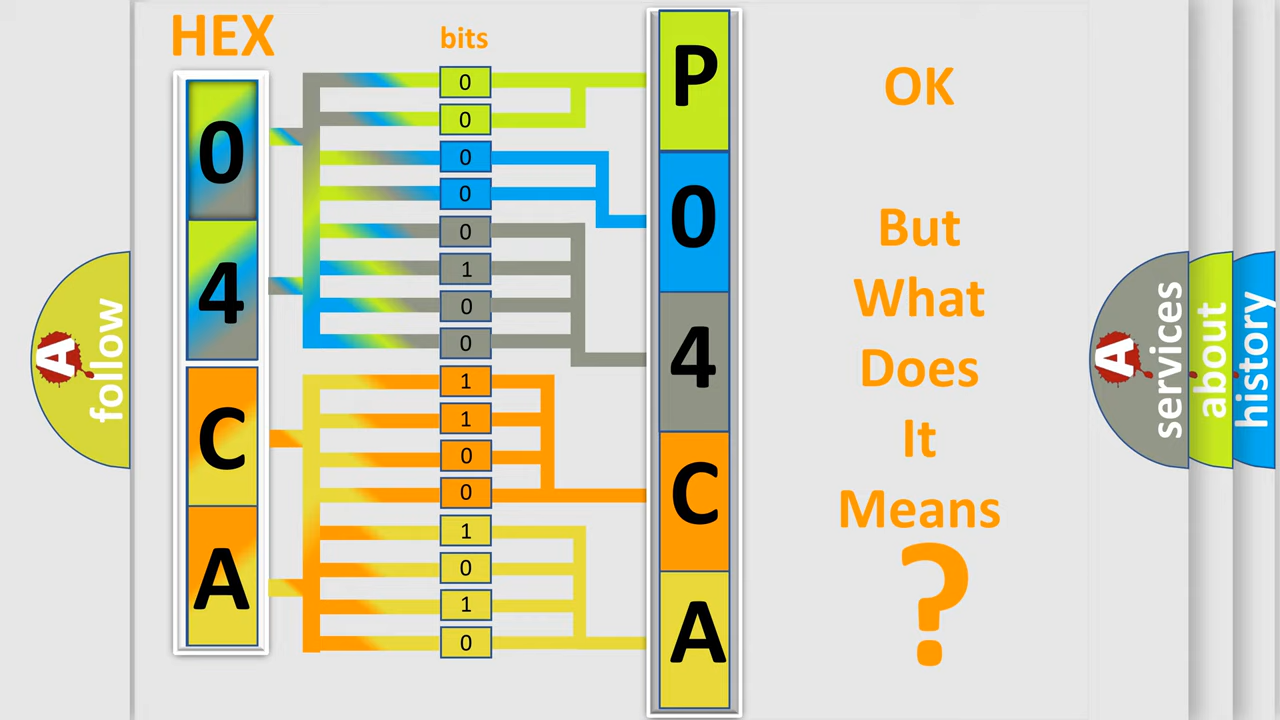 HEX
bits
0
4
C
A
0
0
0
0
0
1
0
0
1
1
0
0
1
0
1
0
P
0
4
C
A
OK
But
What
Does
It
Means
?
A
follow
A
services
about
history